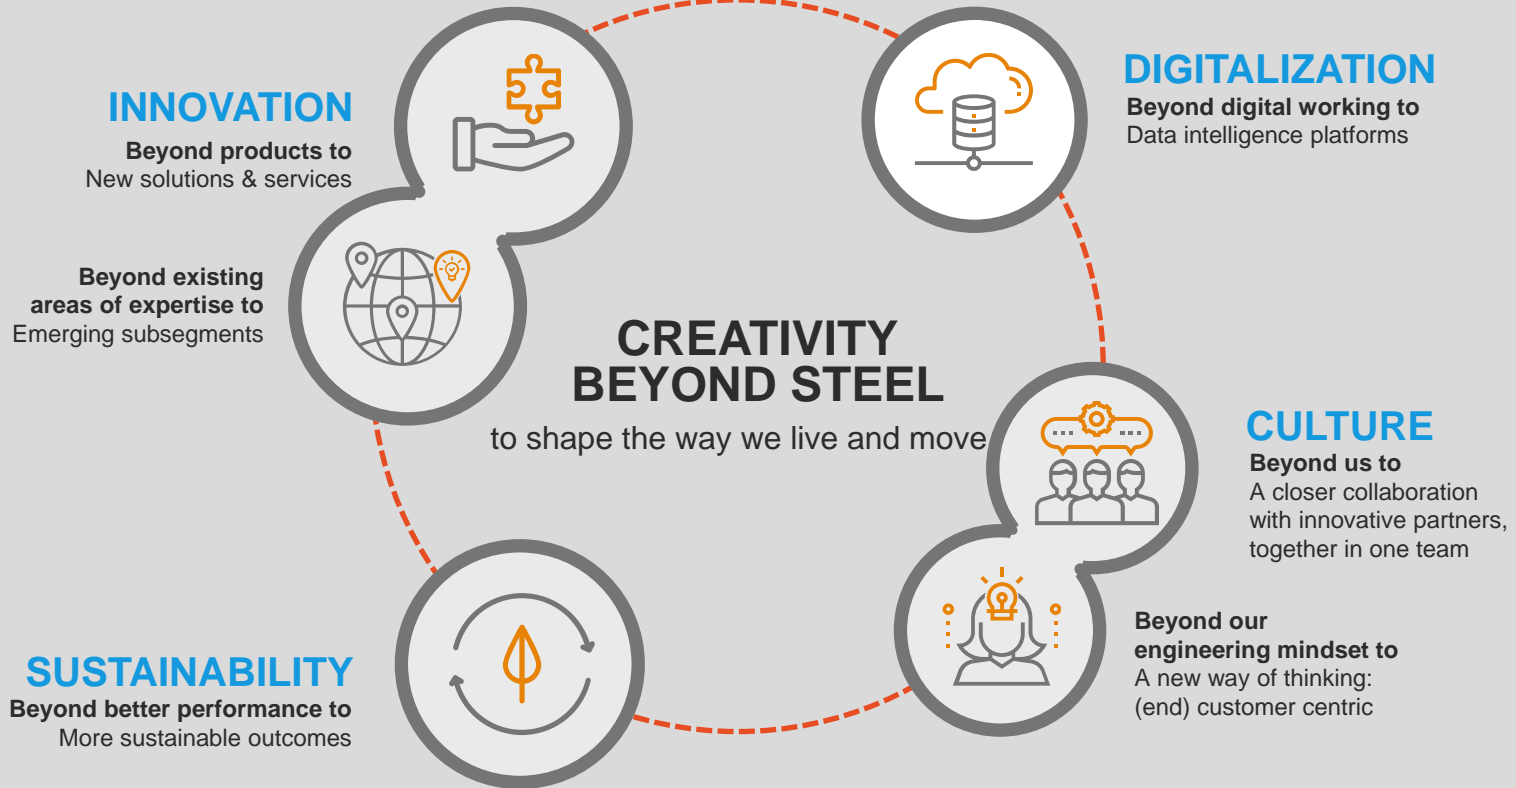 INNOVATION
Beyond products to
New solutions & services
Beyond existing
areas of expertise to
Emerging subsegments
DIGITALIZATION
Beyond digital working to
Data intelligence platforms
CREATIVITY
BEYOND STEEL
to shape the way we live and move
CULTURE
Beyond us to
A closer collaboration
with innovative partners,
together in one team
Beyond our
engineering mindset to
A new way of thinking:
(end) customer centric
SUSTAINABILITY
Beyond better performance to
More sustainable outcomes